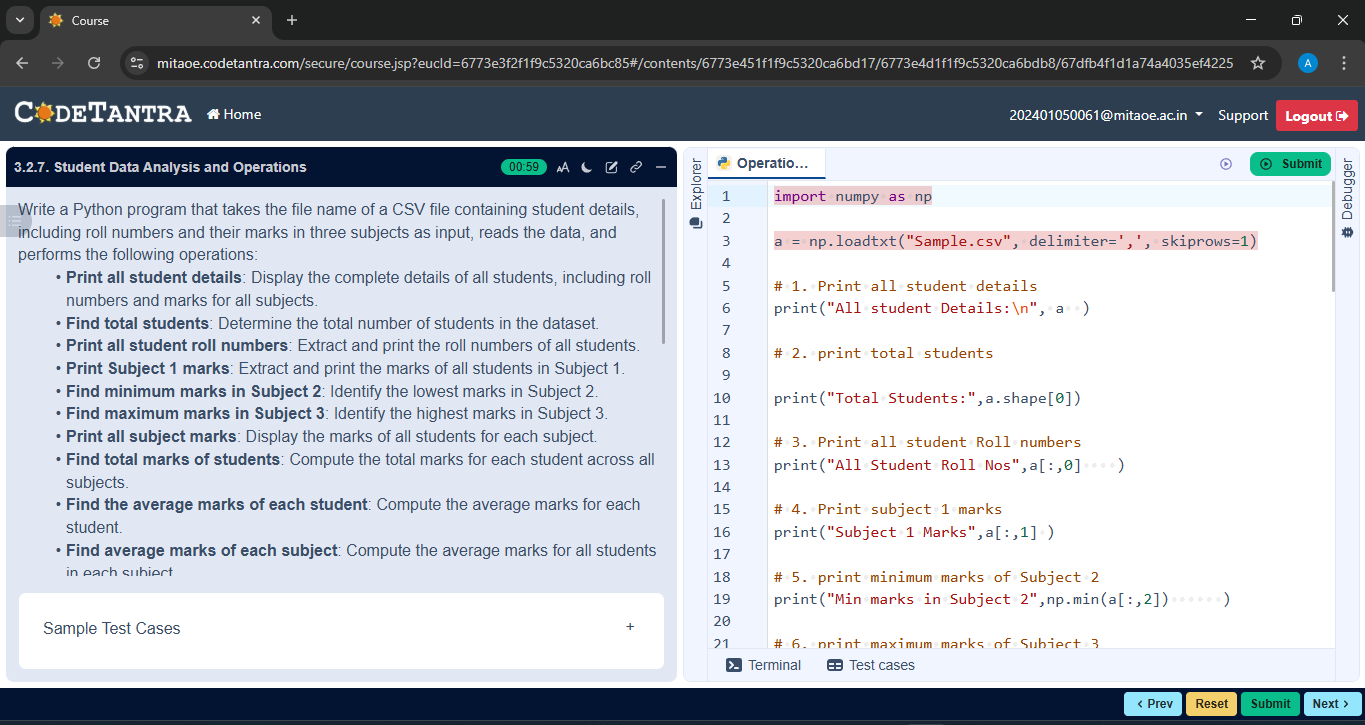 Course
mitaoe.codetantra.com/secure/course.jsp?eucId=6773e3f2f1f9c5320ca6bc85#/contents/6773e451f1f9c5320ca6bd17/6773e4d1f1f9c5320ca6bdb8/67dfb4f1d1a74a4035ef4225
A
CODETANTRA
Home
202401050061@mitaoe.ac.in
Support
Logout
3.2.7. Student Data Analysis and Operations
00:59
AA
Write a Python program that takes the file name of a CSV file containing student details,
including roll numbers and their marks in three subjects as input, reads the data, and
performs the following operations:
• Print all student details: Display the complete details of all students, including roll
numbers and marks for all subjects.
• Find total students: Determine the total number of students in the dataset.
• Print all student roll numbers: Extract and print the roll numbers of all students.
• Print Subject 1 marks: Extract and print the marks of all students in Subject 1.
• Find minimum marks in Subject 2: Identify the lowest marks in Subject 2.
• Find maximum marks in Subject 3: Identify the highest marks in Subject 3.
• Print all subject marks: Display the marks of all students for each subject.
• Find total marks of students: Compute the total marks for each student across all
subjects.
• Find the average marks of each student: Compute the average marks for each
student.
• Find average marks of each subject: Compute the average marks for all students
in each subject
Sample Test Cases
+
Explorer
Operatio...
Submit
Debugger
1 import numpy as np
2
3 a = np.loadtxt("Sample.csv", delimiter=',', skiprows=1)
4
5 # 1. Print all student details
6 print("All student Details:\n", a  )
7
8 # 2. print total students
9
10 print("Total Students:",a.shape[0])
11
12 # 3. Print all student Roll numbers
13 print("All Student Roll Nos",a[:,0]    )
14
15 # 4. Print subject 1 marks
16 print("Subject 1 Marks",a[:,1] )
17
18 # 5. print minimum marks of Subject 2
19 print("Min marks in Subject 2",np.min(a[:,2])      )
20
21 # 6. print maximum marks of Subject 3
Terminal
Test cases
< Prev
Reset
Submit
Next >